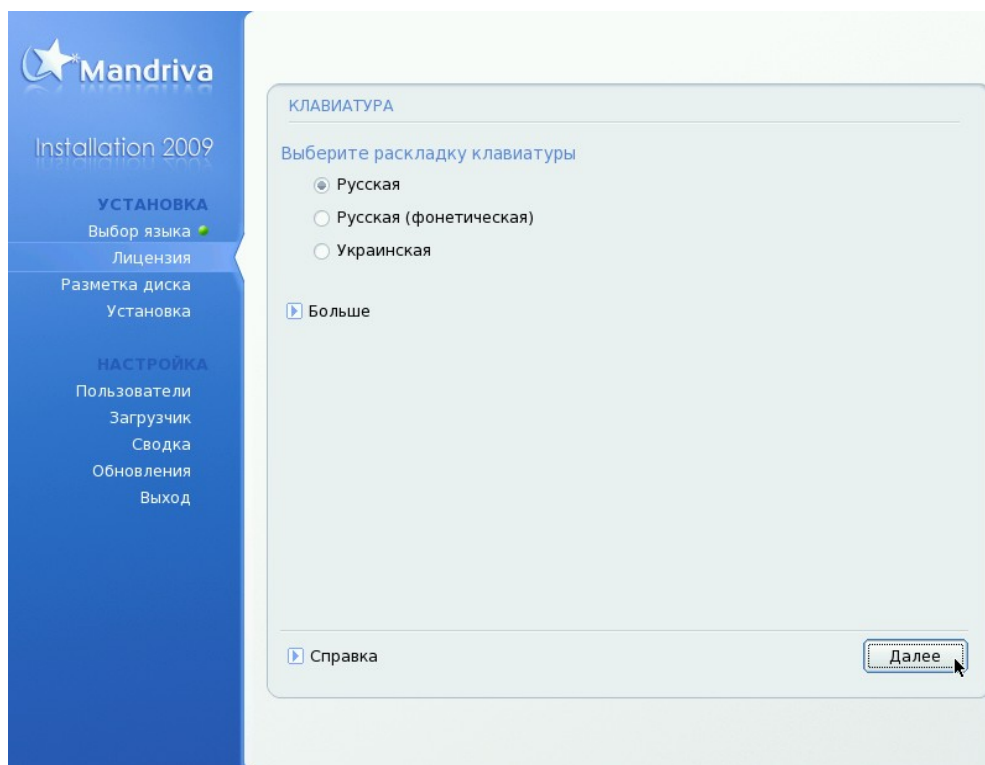 Mandriva
Installation 2009
УСТАНОВКА
Выбор языка
Лицензия
Разметка диска
Установка
НАСТРОЙКА
Пользователи
Загрузчик
Сводка
Обновления
Выход
КЛАВИАТУРА
Выберите раскладку клавиатуры
Русская
Русская (фонетическая)
Украинская
Больше
Справка
Далее